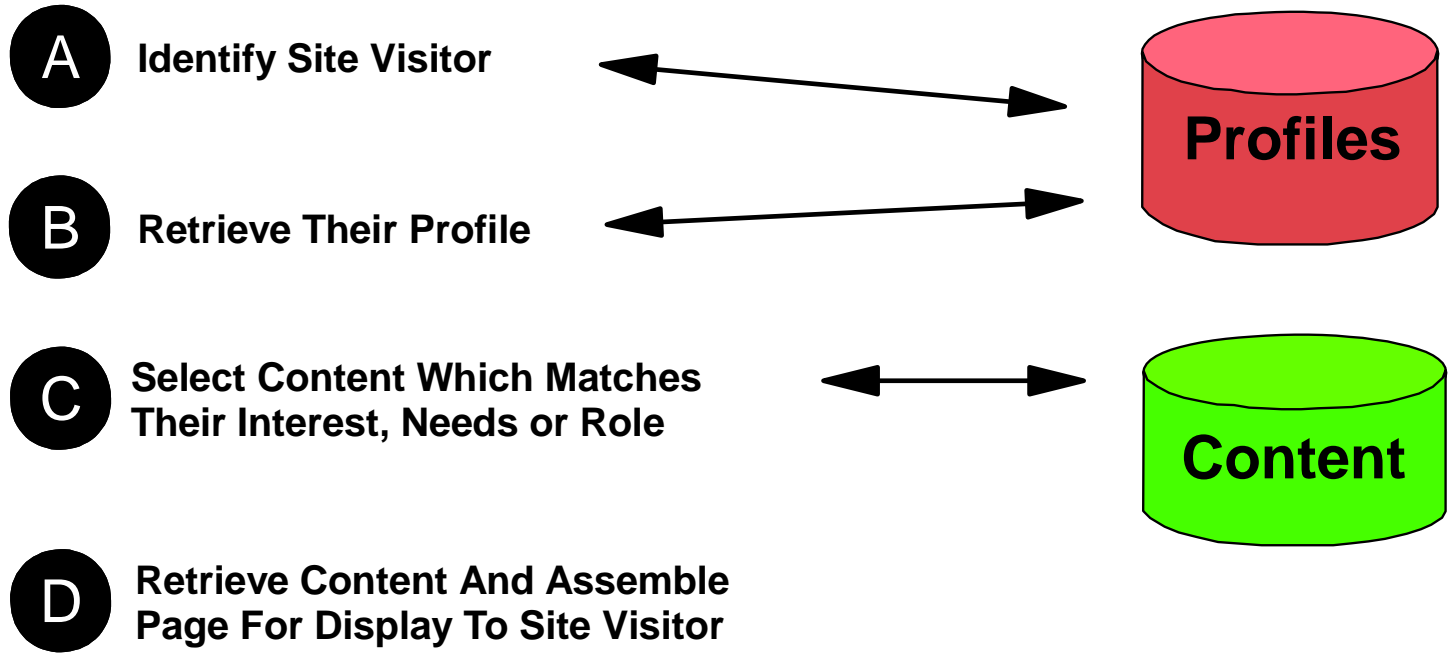 A Identify Site Visitor
Profiles
B Retrieve Their Profile
C Select Content Which Matches
Their Interest, Needs or Role
Content
D Retrieve Content And Assemble
Page For Display To Site Visitor